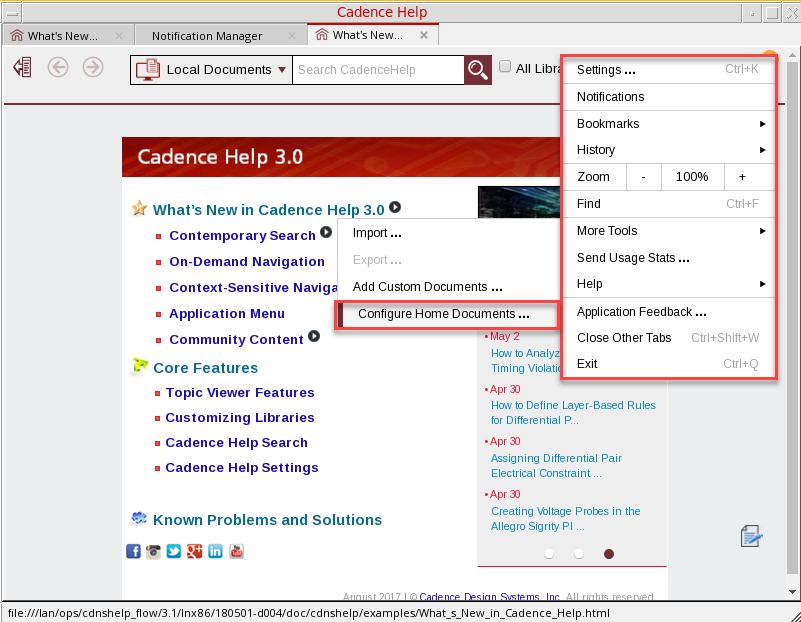 Cadence Help
What's New...
Notification Manager
What's New...
Local Documents
Search CadenceHelp
All Libra
Settings ... Ctrl+K
Notifications
Bookmarks
History
Zoom - 100% +
Find Ctrl+F
More Tools
Send Usage Stats ...
Help
Application Feedback ...
Close Other Tabs Ctrl+Shift+W
Exit Ctrl+Q
Import ...
Export ...
Add Custom Documents ...
Configure Home Documents ...
Cadence Help 3.0
What's New in Cadence Help 3.0
Contemporary Search
On-Demand Navigation
Context-Sensitive Naviga
Application Menu
Community Content
Core Features
Topic Viewer Features
Customizing Libraries
Cadence Help Search
Cadence Help Settings
Known Problems and Solutions
• May 2
How to Analyz
Timing Violatio
• Apr 30
How to Define Layer-Based Rules
for Differential P...
• Apr 30
Assigning Differential Pair
Electrical Constraint ...
• Apr 30
Creating Voltage Probes in the
Allegro Sigrity PI ...
August 2017 | © Cadence Design Systems, Inc. All rights reserved.
file:///lan/ops/cdnshelp_flow/3.1/lnx86/180501-d004/doc/cdnshelp/examples/What_s_New_in_Cadence_Help.html